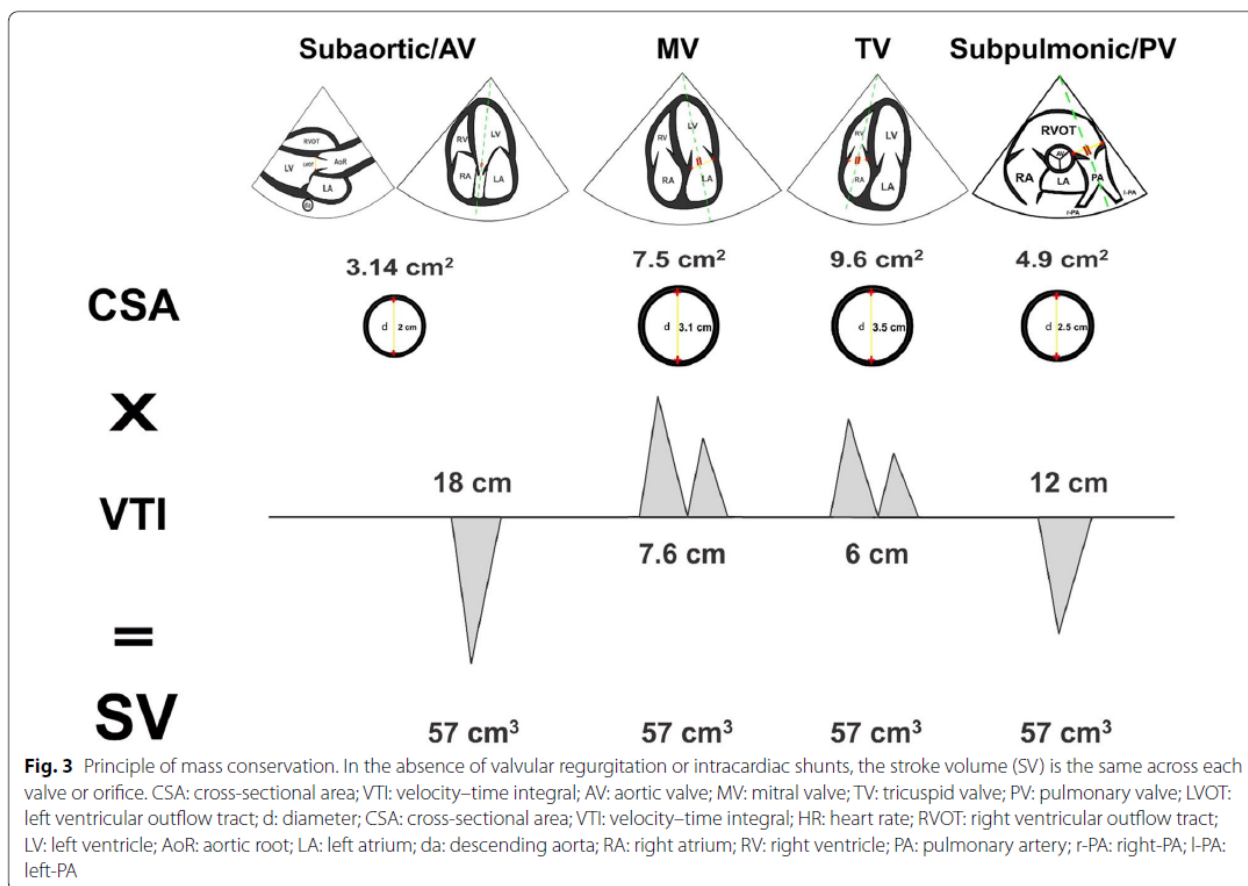 Subaortic/AV MV TV Subpulmonic/PV
RVOT
LV LVOT AoR
LA
RV LV
RA LA
RV LV
RA LA
RV LV
RA LA
RVOT
AV
RA LA PA
r-PA l-PA
3.14 cm² 7.5 cm² 9.6 cm² 4.9 cm²
CSA
d 2 cm d 3.1 cm d 3.5 cm d 2.5 cm
X
18 cm 12 cm
VTI
7.6 cm 6 cm
=
SV 57 cm³ 57 cm³ 57 cm³ 57 cm³
Fig. 3 Principle of mass conservation. In the absence of valvular regurgitation or intracardiac shunts, the stroke volume (SV) is the same across each
valve or orifice. CSA: cross-sectional area; VTI: velocity–time integral; AV: aortic valve; MV: mitral valve; TV: tricuspid valve; PV: pulmonary valve; LVOT:
left ventricular outflow tract; d: diameter; CSA: cross-sectional area; VTI: velocity–time integral; HR: heart rate; RVOT: right ventricular outflow tract;
LV: left ventricle; AoR: aortic root; LA: left atrium; da: descending aorta; RA: right atrium; RV: right ventricle; PA: pulmonary artery; r-PA: right-PA; l-PA:
left-PA